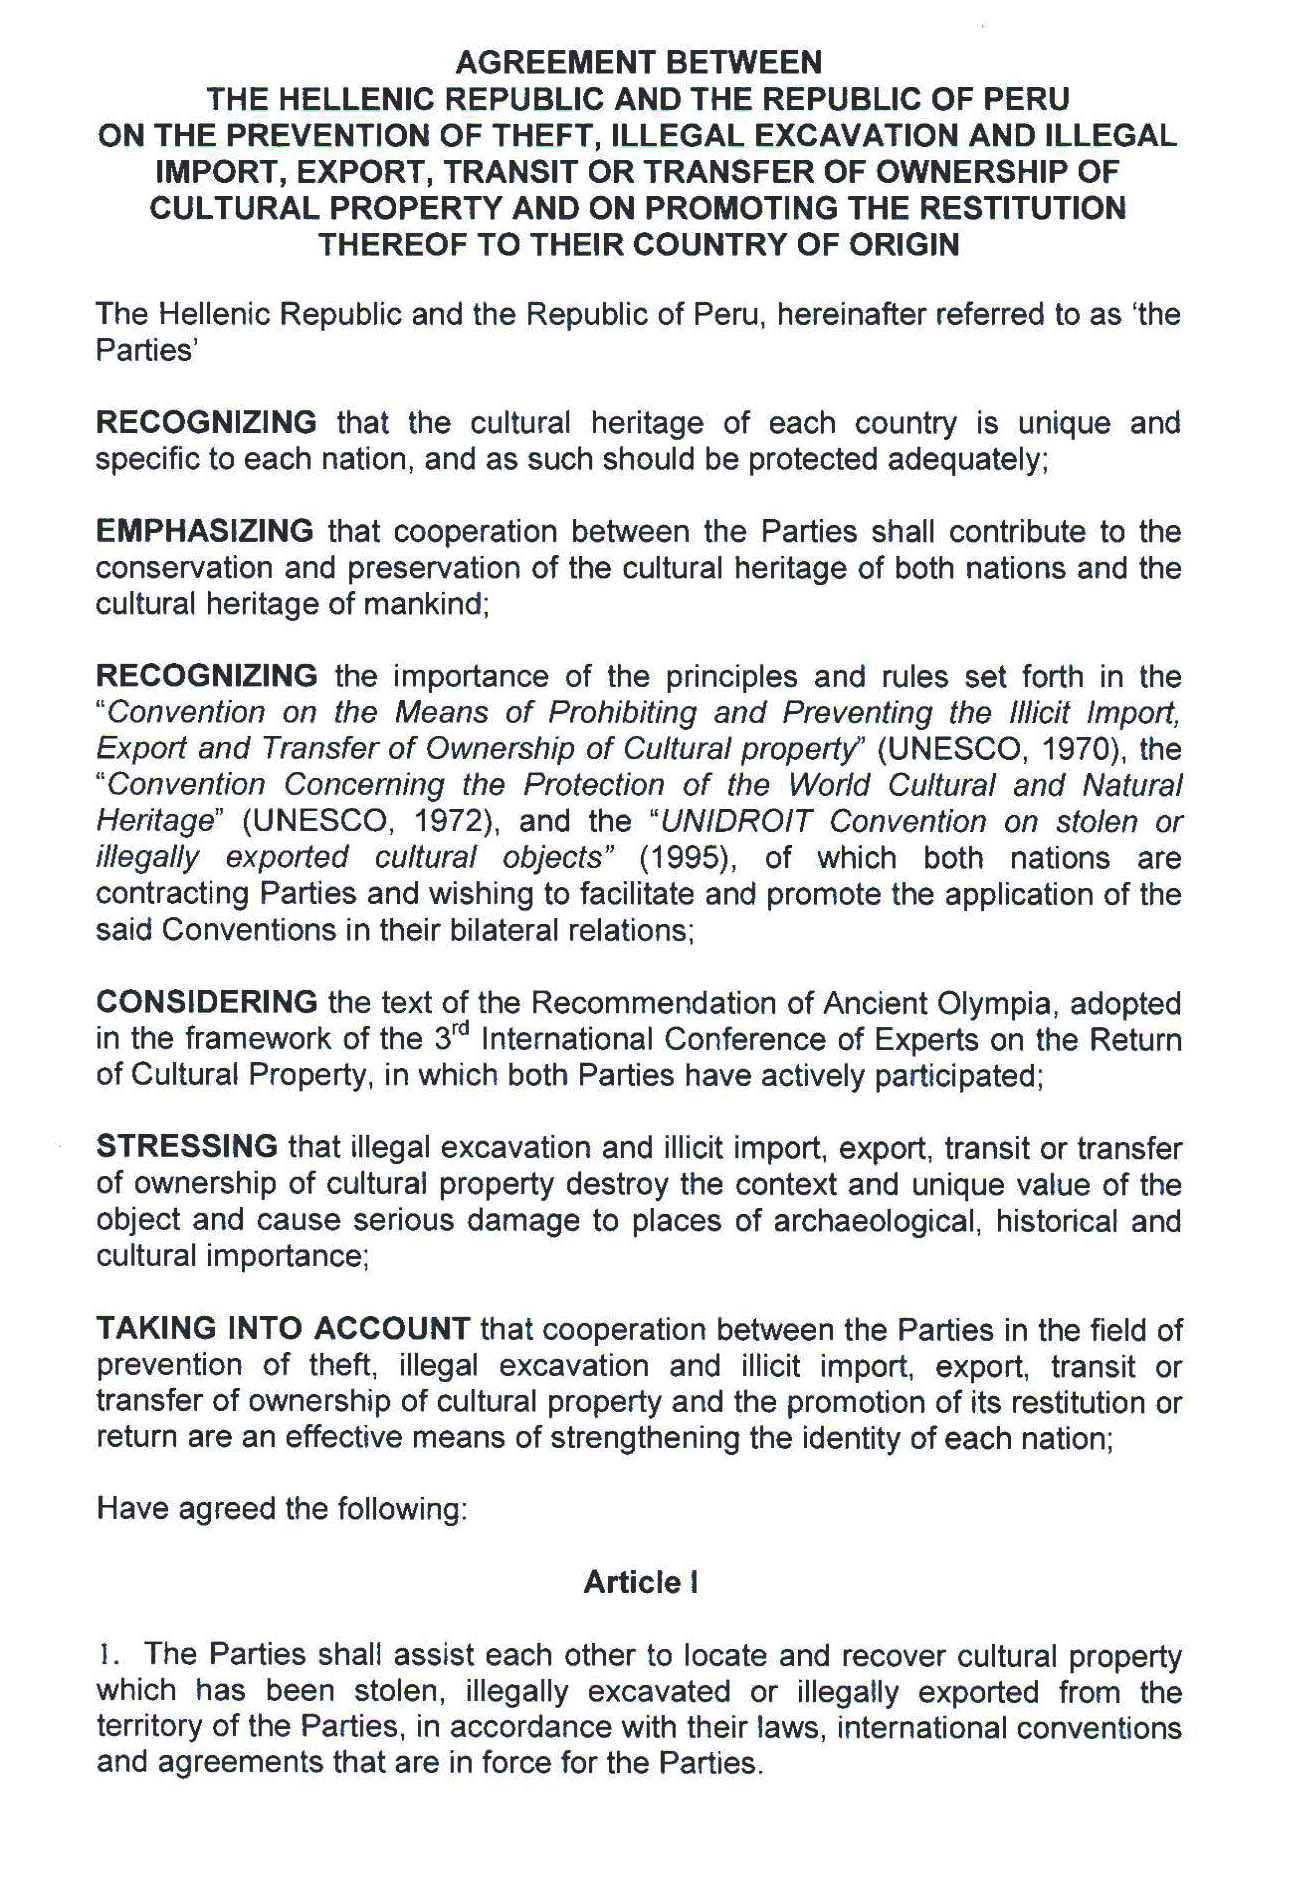 AGREEMENT BETWEEN
THE HELLENIC REPUBLIC AND THE REPUBLIC OF PERU
ON THE PREVENTION OF THEFT, ILLEGAL EXCAVATION AND ILLEGAL
IMPORT, EXPORT, TRANSIT OR TRANSFER OF OWNERSHIP OF
CULTURAL PROPERTY AND ON PROMOTING THE RESTITUTION
THEREOF TO THEIR COUNTRY OF ORIGIN
The Hellenic Republic and the Republic of Peru, hereinafter referred to as 'the
Parties'
RECOGNIZING that the cultural heritage of each country is unique and
specific to each nation, and as such should be protected adequately;
EMPHASIZING that cooperation between the Parties shall contribute to the
conservation and preservation of the cultural heritage of both nations and the
cultural heritage of mankind;
RECOGNIZING the importance of the principles and rules set forth in the
"Convention on the Means of Prohibiting and Preventing the Illicit Import,
Export and Transfer of Ownership of Cultural property" (UNESCO, 1970), the
"Convention Concerning the Protection of the World Cultural and Natural
Heritage" (UNESCO, 1972), and the "UNIDROIT Convention on stolen or
illegally exported cultural objects" (1995), of which both nations are
contracting Parties and wishing to facilitate and promote the application of the
said Conventions in their bilateral relations;
CONSIDERING the text of the Recommendation of Ancient Olympia, adopted
in the framework of the 3rd International Conference of Experts on the Return
of Cultural Property, in which both Parties have actively participated;
STRESSING that illegal excavation and illicit import, export, transit or transfer
of ownership of cultural property destroy the context and unique value of the
object and cause serious damage to places of archaeological, historical and
cultural importance;
TAKING INTO ACCOUNT that cooperation between the Parties in the field of
prevention of theft, illegal excavation and illicit import, export, transit or
transfer of ownership of cultural property and the promotion of its restitution or
return are an effective means of strengthening the identity of each nation;
Have agreed the following:
Article I
1. The Parties shall assist each other to locate and recover cultural property
which has been stolen, illegally excavated or illegally exported from the
territory of the Parties, in accordance with their laws, international conventions
and agreements that are in force for the Parties.